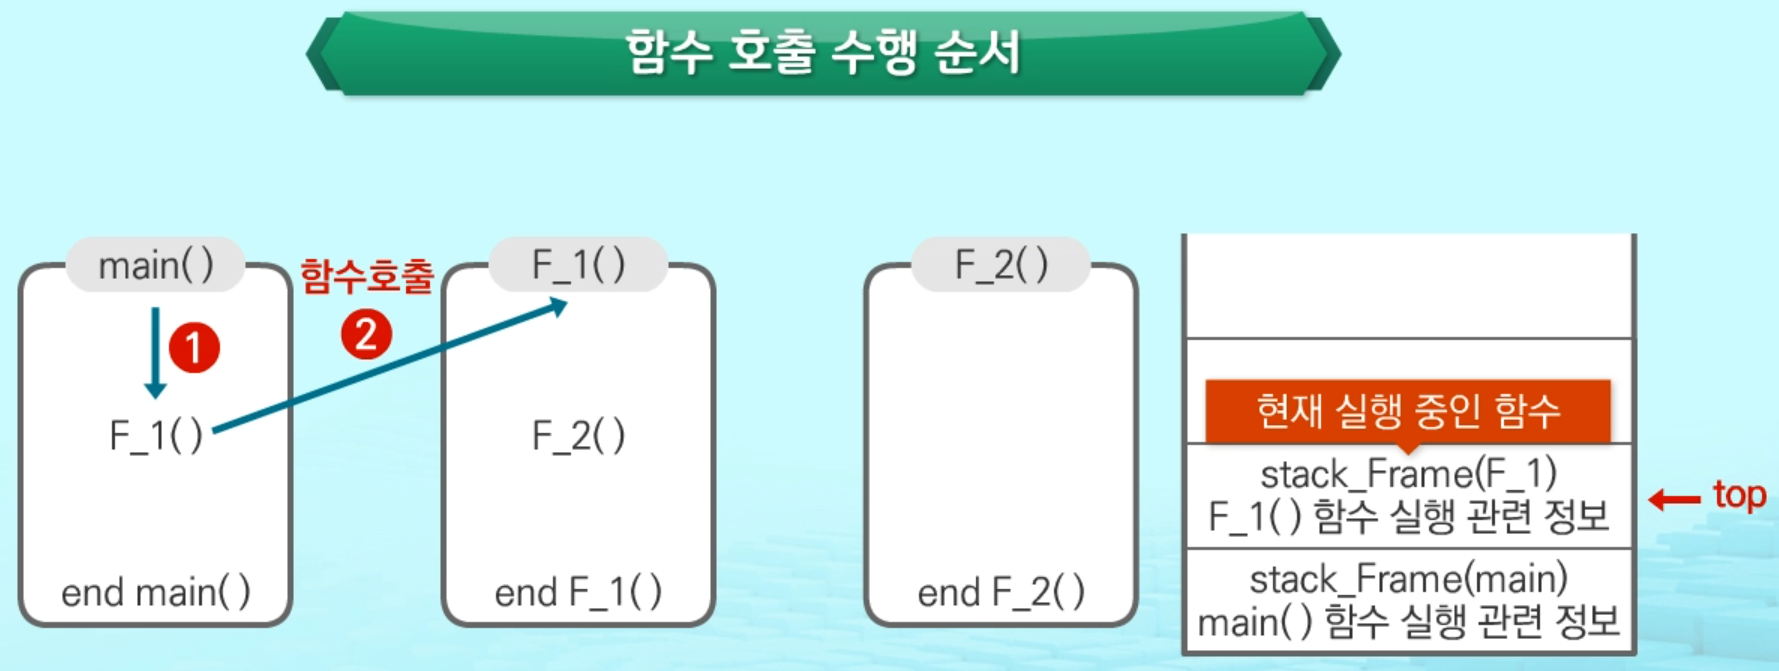 함수 호출 수행 순서
main( )
1
F_1( )
end main( )
함수호출
2
F_1( )
F_2( )
end F_1( )
F_2( )
end F_2( )
현재 실행 중인 함수
stack_Frame(F_1)
F_1( ) 함수 실행 관련 정보
top
stack_Frame(main)
main( ) 함수 실행 관련 정보